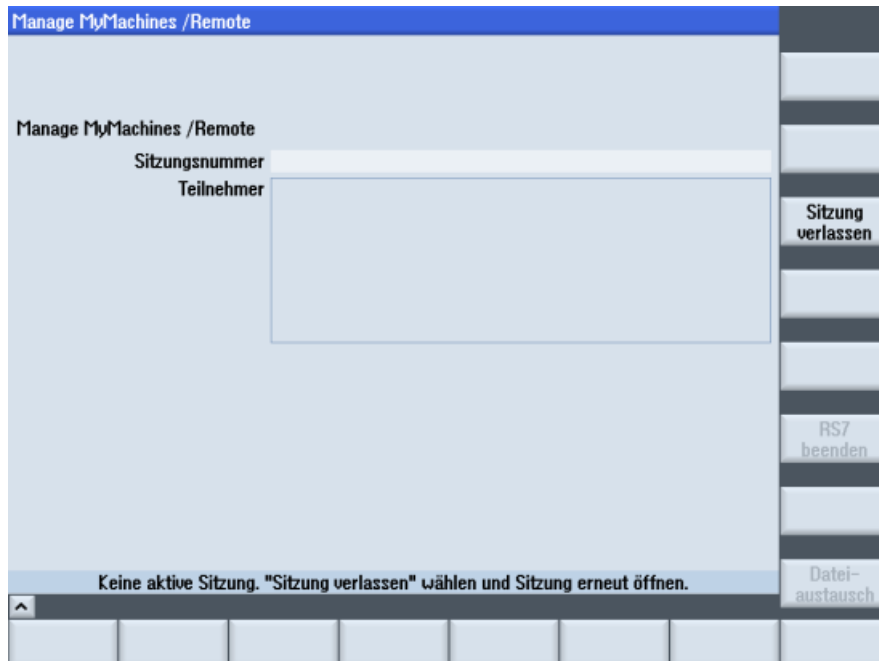 Manage MyMachines /Remote
Manage MyMachines /Remote
Sitzungsnummer
Teilnehmer
Sitzung
verlassen
RS7
beenden
Keine aktive Sitzung. "Sitzung verlassen" wählen und Sitzung erneut öffnen.
Datei-
austausch